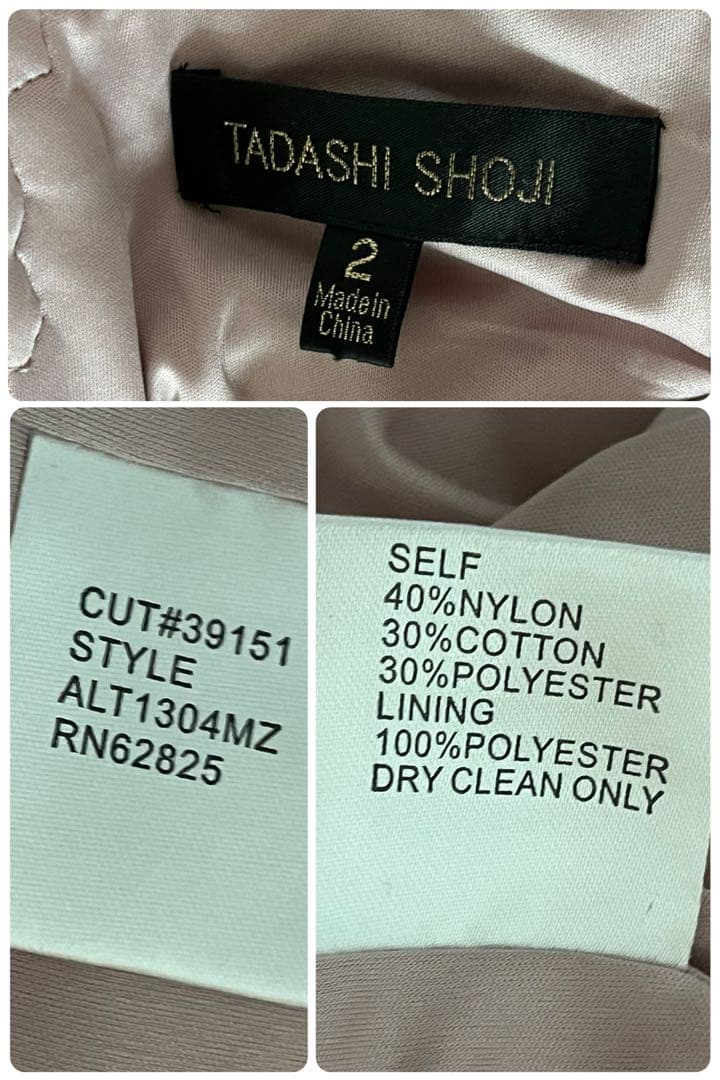 TADASHI SHOJI
2
Made in
China
CUT#39151
STYLE
ALT1304MZ
RN62825
SELF
40%NYLON
30%COTTON
30%POLYESTER
LINING
100%POLYESTER
DRY CLEAN ONLY